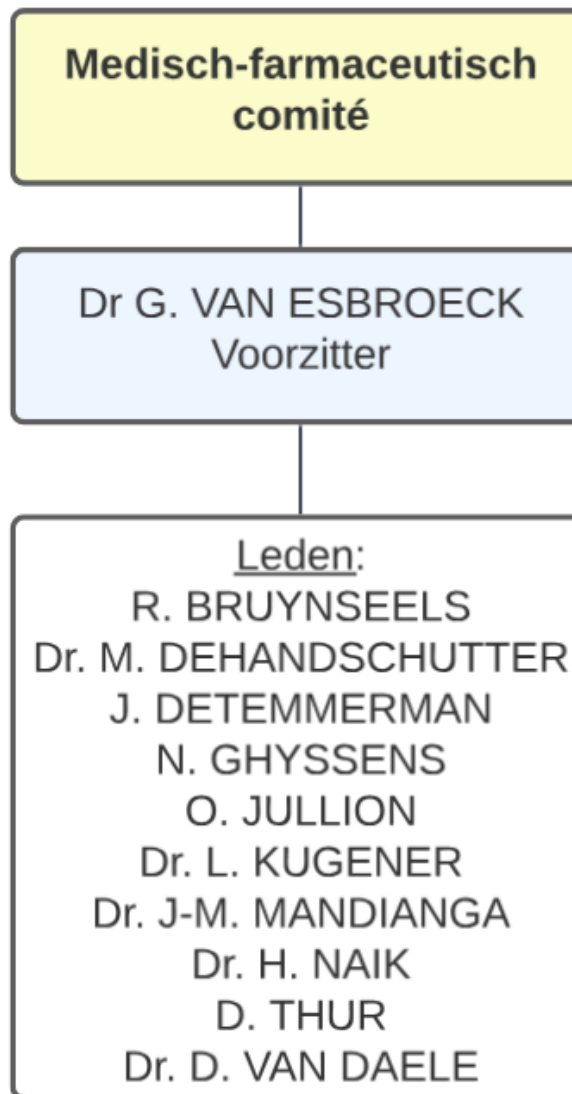 Medisch-farmaceutisch
comité
Dr G. VAN ESBROECK
Voorzitter
Leden:
R. BRUYNSEELS
Dr. M. DEHANDSCHUTTER
J. DETEMMERMAN
N. GHYSSENS
O. JULLION
Dr. L. KUGENER
Dr. J-M. MANDIANGA
Dr. H. NAIK
D. THUR
Dr. D. VAN DAELE